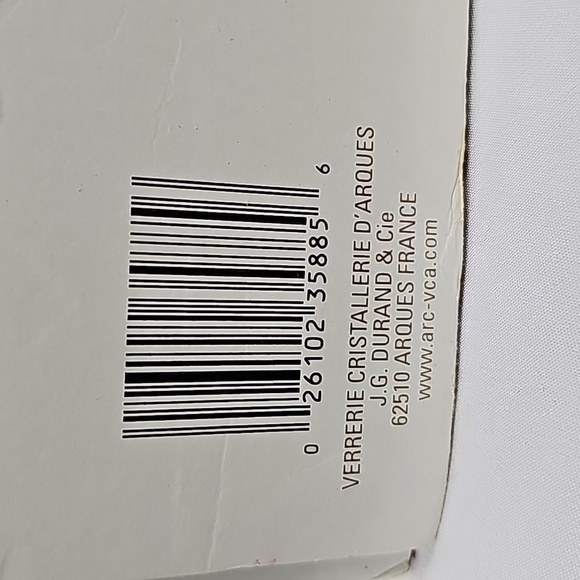 0 26102 35885 6
VERRERIE CRISTALLERIE D'ARQUES
J.G. DURAND & Cie
62510 ARQUES FRANCE
www.arc-vca.com